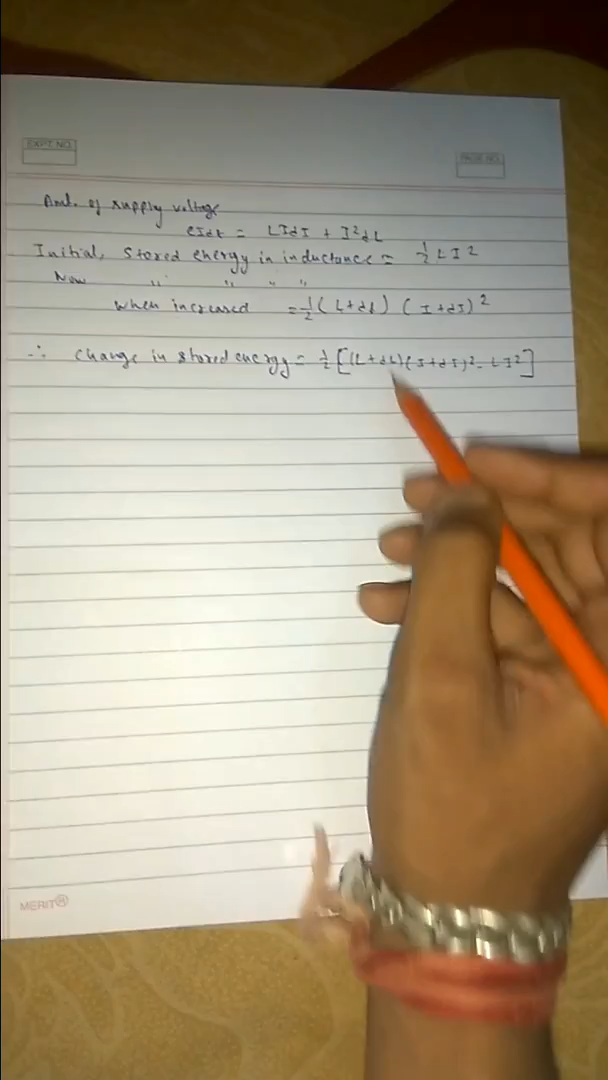 EXPT. NO.
PAGE NO.
Amt. of supply voltage
eIdt = LIdI + I²dL
Initial, stored energy in inductance = 1/2 LI²
Now " " " "
when increased = 1/2 (L+dL) (I+dI)²
∴ Change in stored energy = 1/2 [(L+dL)(I+dI)² - LI²]
MERIT®